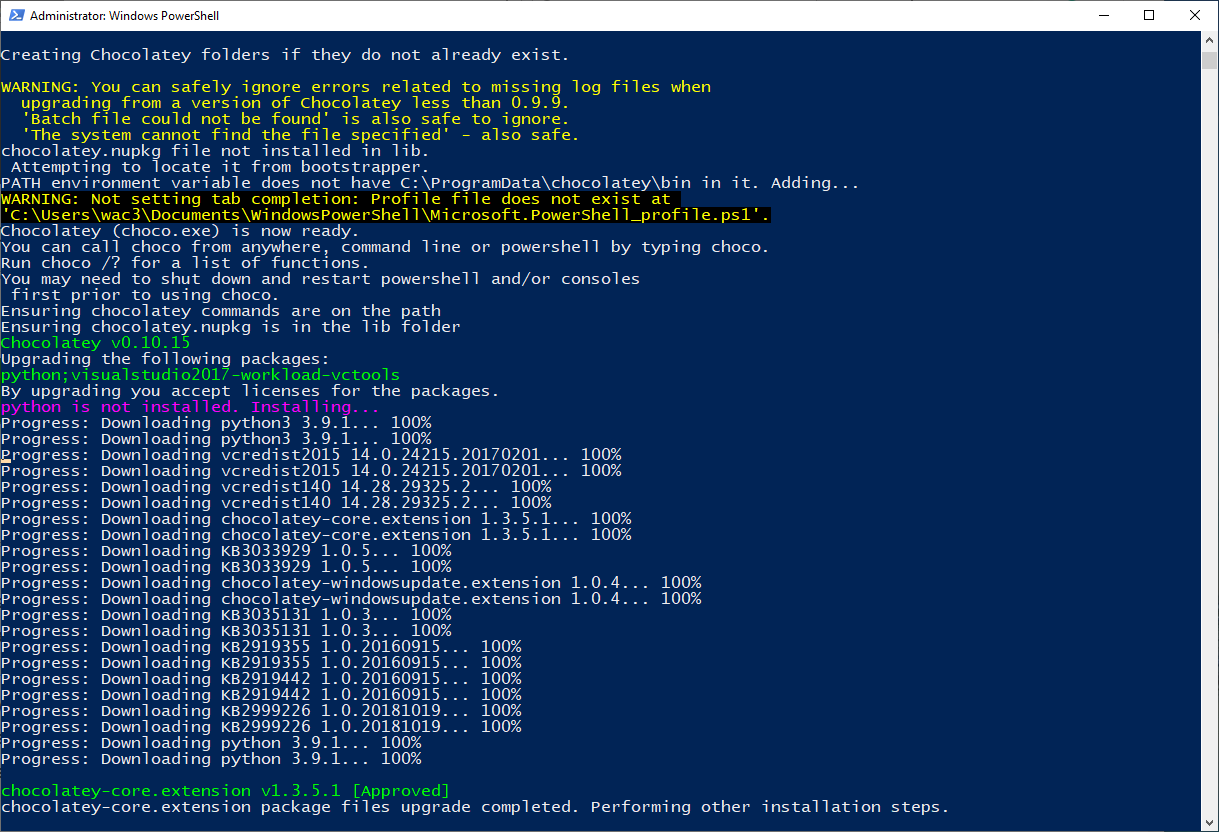 Administrator: Windows PowerShell
Creating Chocolatey folders if they do not already exist.
WARNING: You can safely ignore errors related to missing log files when
upgrading from a version of Chocolatey less than 0.9.9.
'Batch file could not be found' is also safe to ignore.
'The system cannot find the file specified' - also safe.
chocolatey.nupkg file not installed in lib.
Attempting to locate it from bootstrapper.
PATH environment variable does not have C:\ProgramData\chocolatey\bin in it. Adding...
WARNING: Not setting tab completion: Profile file does not exist at
'C:\Users\wac3\Documents\WindowsPowerShell\Microsoft.PowerShell_profile.ps1'.
Chocolatey (choco.exe) is now ready.
You can call choco from anywhere, command line or powershell by typing choco.
Run choco /? for a list of functions.
You may need to shut down and restart powershell and/or consoles
first prior to using choco.
Ensuring chocolatey commands are on the path
Ensuring chocolatey.nupkg is in the lib folder
Chocolatey v0.10.15
Upgrading the following packages:
python;visualstudio2017-workload-vctools
By upgrading you accept licenses for the packages.
python is not installed. Installing...
Progress: Downloading python3 3.9.1... 100%
Progress: Downloading python3 3.9.1... 100%
Progress: Downloading vcredist2015 14.0.24215.20170201... 100%
Progress: Downloading vcredist2015 14.0.24215.20170201... 100%
Progress: Downloading vcredist140 14.28.29325.2... 100%
Progress: Downloading vcredist140 14.28.29325.2... 100%
Progress: Downloading chocolatey-core.extension 1.3.5.1... 100%
Progress: Downloading chocolatey-core.extension 1.3.5.1... 100%
Progress: Downloading KB3033929 1.0.5... 100%
Progress: Downloading KB3033929 1.0.5... 100%
Progress: Downloading chocolatey-windowsupdate.extension 1.0.4... 100%
Progress: Downloading chocolatey-windowsupdate.extension 1.0.4... 100%
Progress: Downloading KB3035131 1.0.3... 100%
Progress: Downloading KB3035131 1.0.3... 100%
Progress: Downloading KB2919355 1.0.20160915... 100%
Progress: Downloading KB2919355 1.0.20160915... 100%
Progress: Downloading KB2919442 1.0.20160915... 100%
Progress: Downloading KB2919442 1.0.20160915... 100%
Progress: Downloading KB2999226 1.0.20181019... 100%
Progress: Downloading KB2999226 1.0.20181019... 100%
Progress: Downloading python 3.9.1... 100%
Progress: Downloading python 3.9.1... 100%
chocolatey-core.extension v1.3.5.1 [Approved]
chocolatey-core.extension package files upgrade completed. Performing other installation steps.